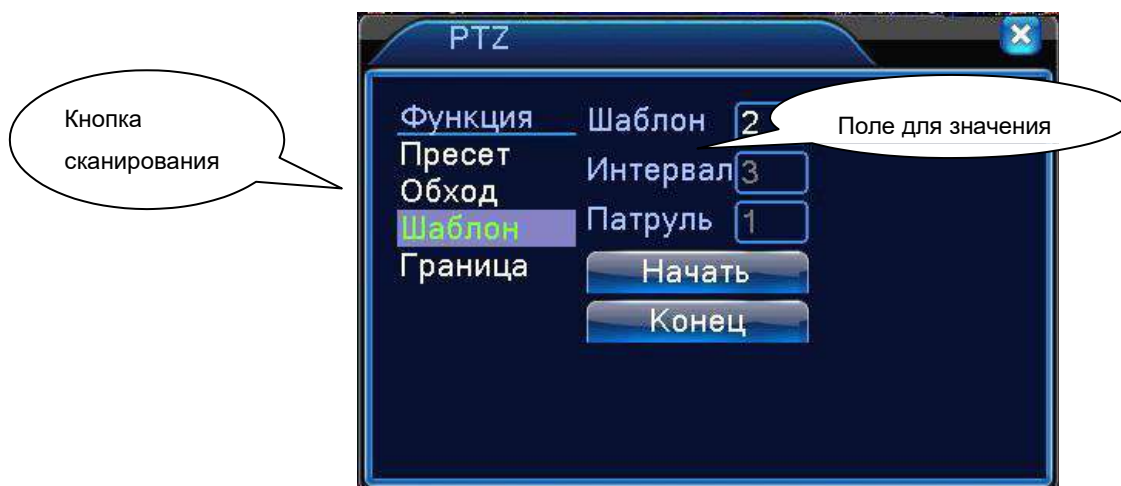 PTZ
Кнопка
сканирования
Функция
Пресет
Обход
Шаблон
Граница
Шаблон 2
Интервал 3
Патруль 1
Начать
Конец
Поле для значения